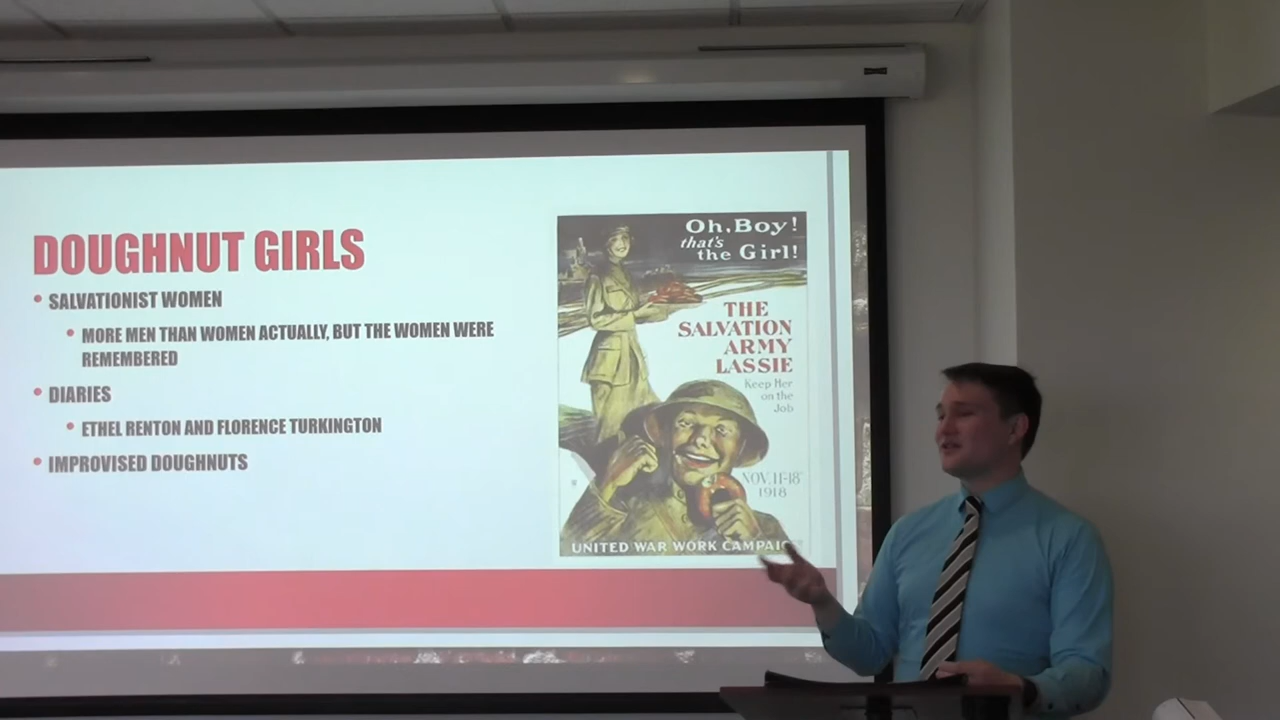 DOUGHNUT GIRLS
• SALVATIONIST WOMEN
• MORE MEN THAN WOMEN ACTUALLY, BUT THE WOMEN WERE
REMEMBERED
• DIARIES
• ETHEL RENTON AND FLORENCE TURKINGTON
• IMPROVISED DOUGHNUTS
Oh, Boy!
that's
the Girl!
THE
SALVATION
ARMY
LASSIE
Keep Her
on the
Job
NOV. 11-18
1918
UNITED WAR WORK CAMPAIG